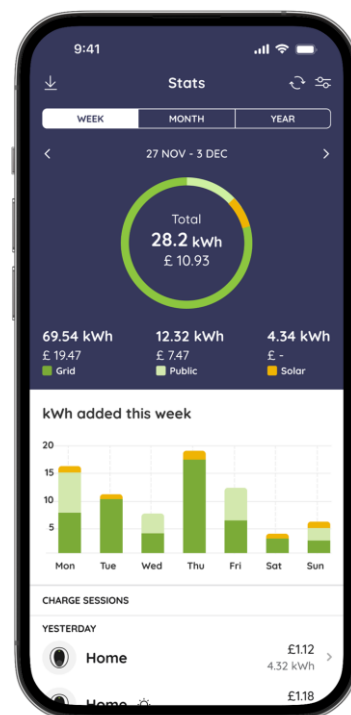 9:41
Stats
WEEK MONTH YEAR
27 NOV - 3 DEC
Total
28.2 kWh
£ 10.93
69.54 kWh 12.32 kWh 4.34 kWh
£ 19.47 £ 7.47 £ -
Grid Public Solar
kWh added this week
20
15
10
5
Mon Tue Wed Thu Fri Sat Sun
CHARGE SESSIONS
YESTERDAY
Home £1.12
4.32 kWh
Home £1.18